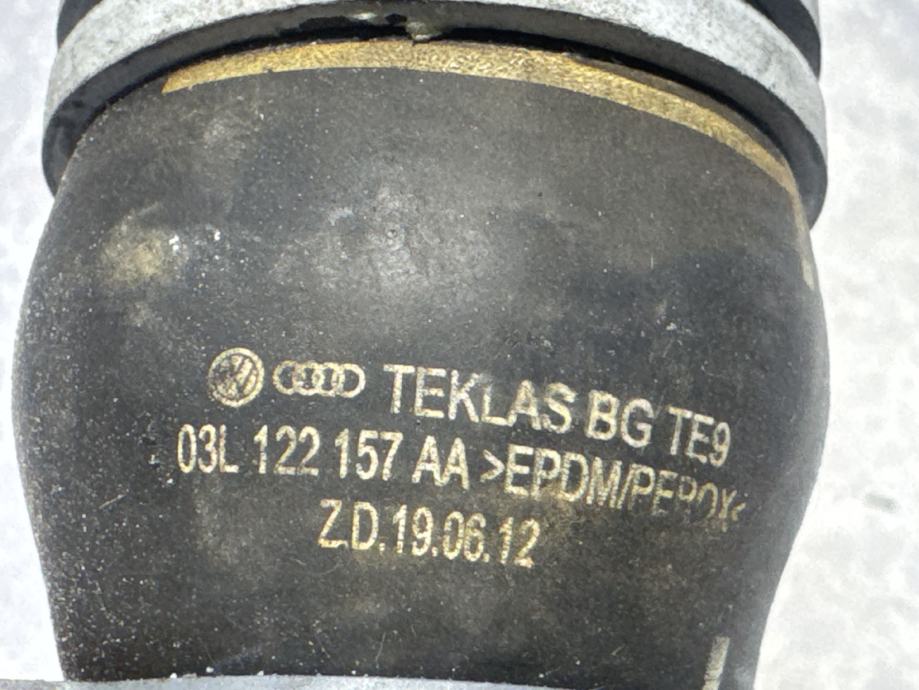 TEKLAS BG TE9
03L 122 157 AA >EPDM/PEROX<
Z.D.19.06.12